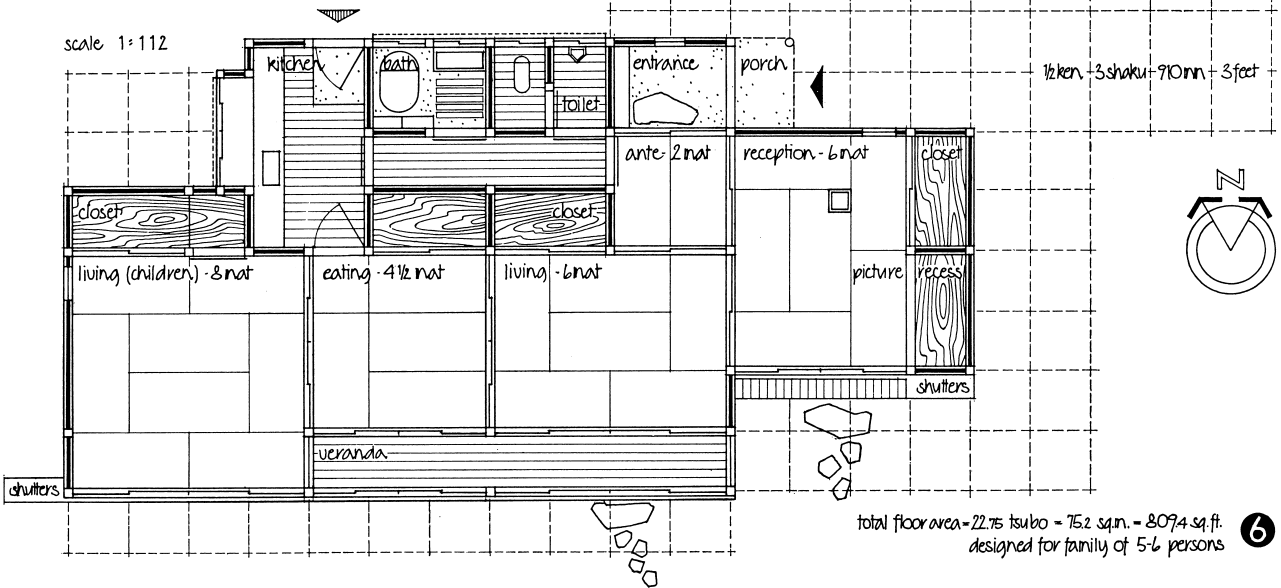 scale 1=112
kitchen
bath
toilet
entrance
porch
1/2 ken - 3 shaku - 910 mm - 3 feet
ante- 2 mat
reception - 6 mat
closet
closet
closet
living (children) - 8 mat
eating - 4 1/2 mat
living - 6 mat
picture
recess
N
shutters
veranda
shutters
total floor area = 22.75 tsubo = 75.2 sq.m. = 809.4 sq.ft.
designed for family of 5-6 persons
6